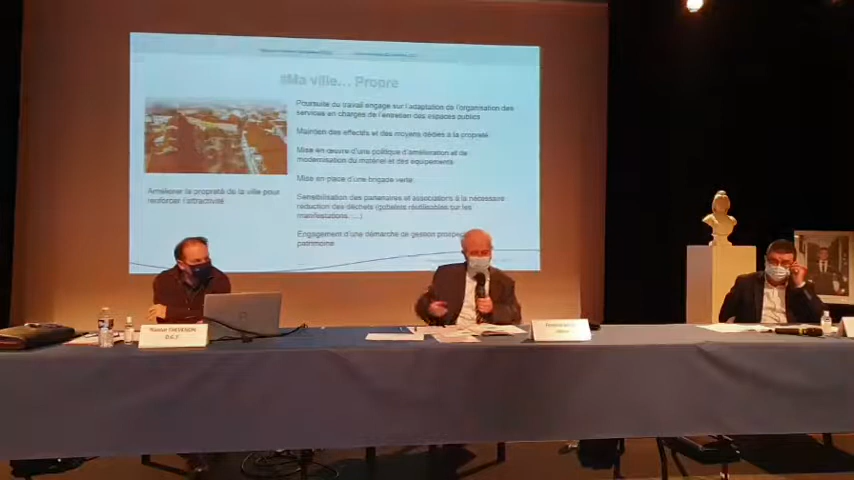 #Ma ville... Propre
Poursuite du travail engagé sur l'adaptation de l'organisation des
services en charges de l'entretien des espaces publics
Maintien des effectifs et des moyens dédiés à la propreté
Mise en œuvre d'une politique d'amélioration et de
modernisation du matériel et des équipements
Mise en place d'une brigade verte
Améliorer la propreté de la ville pour
renforcer l'attractivité
Sensibilisation des partenaires et associations à la nécessaire
réduction des déchets (gobelets réutilisables sur les
manifestations, ...)
Engagement d'une démarche de gestion
patrimoine
D.G.S